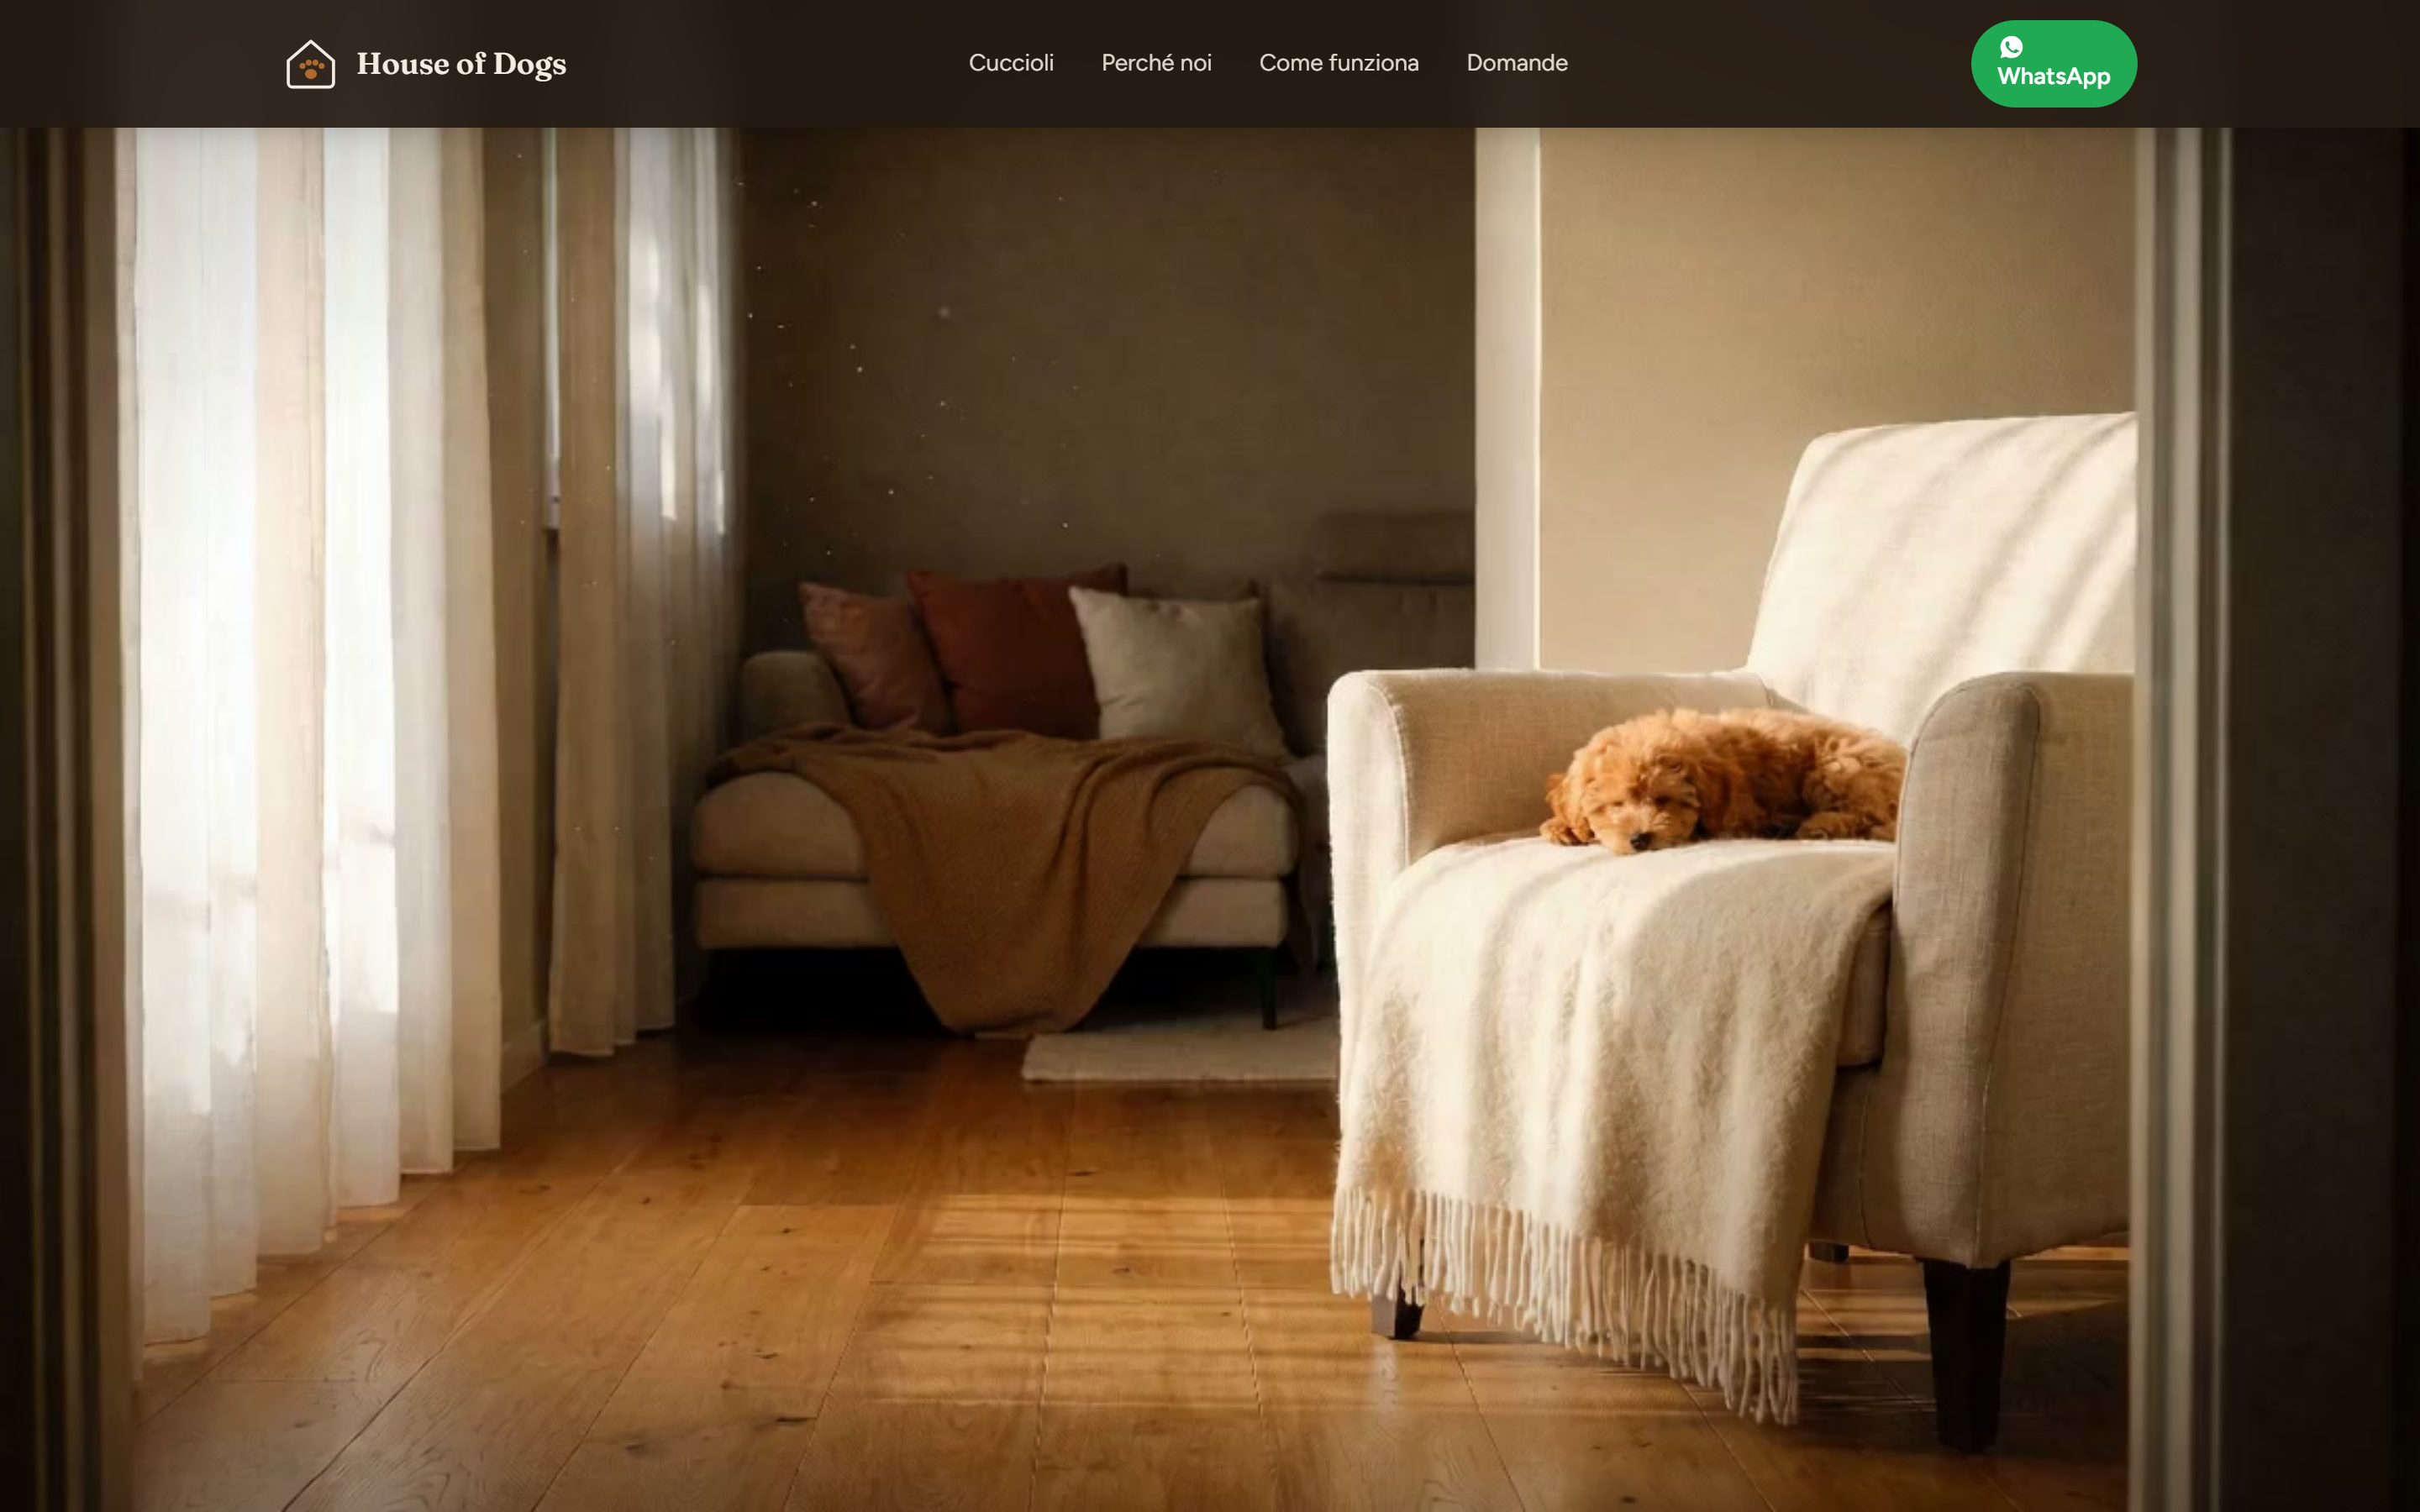 House of Dogs
Cuccioli
Perché noi
Come funziona
Domande
WhatsApp